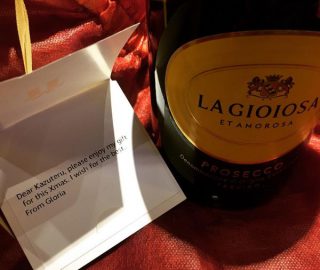 Dear Kazuteru, please enjoy my gift
for this Xmas. I wish for the best.
From Gloria
LA GIOIOSA
ET AMOROSA
PROSECCO